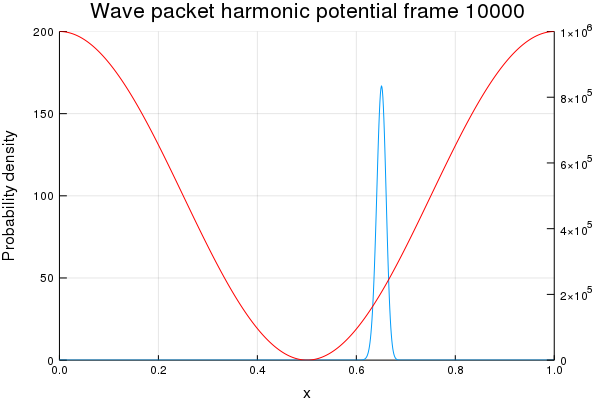 Wave packet harmonic potential frame 10000
Probability density
200
150
100
50
0
1×10⁶
8×10⁵
6×10⁵
4×10⁵
2×10⁵
0
0.0 0.2 0.4 0.6 0.8 1.0
x